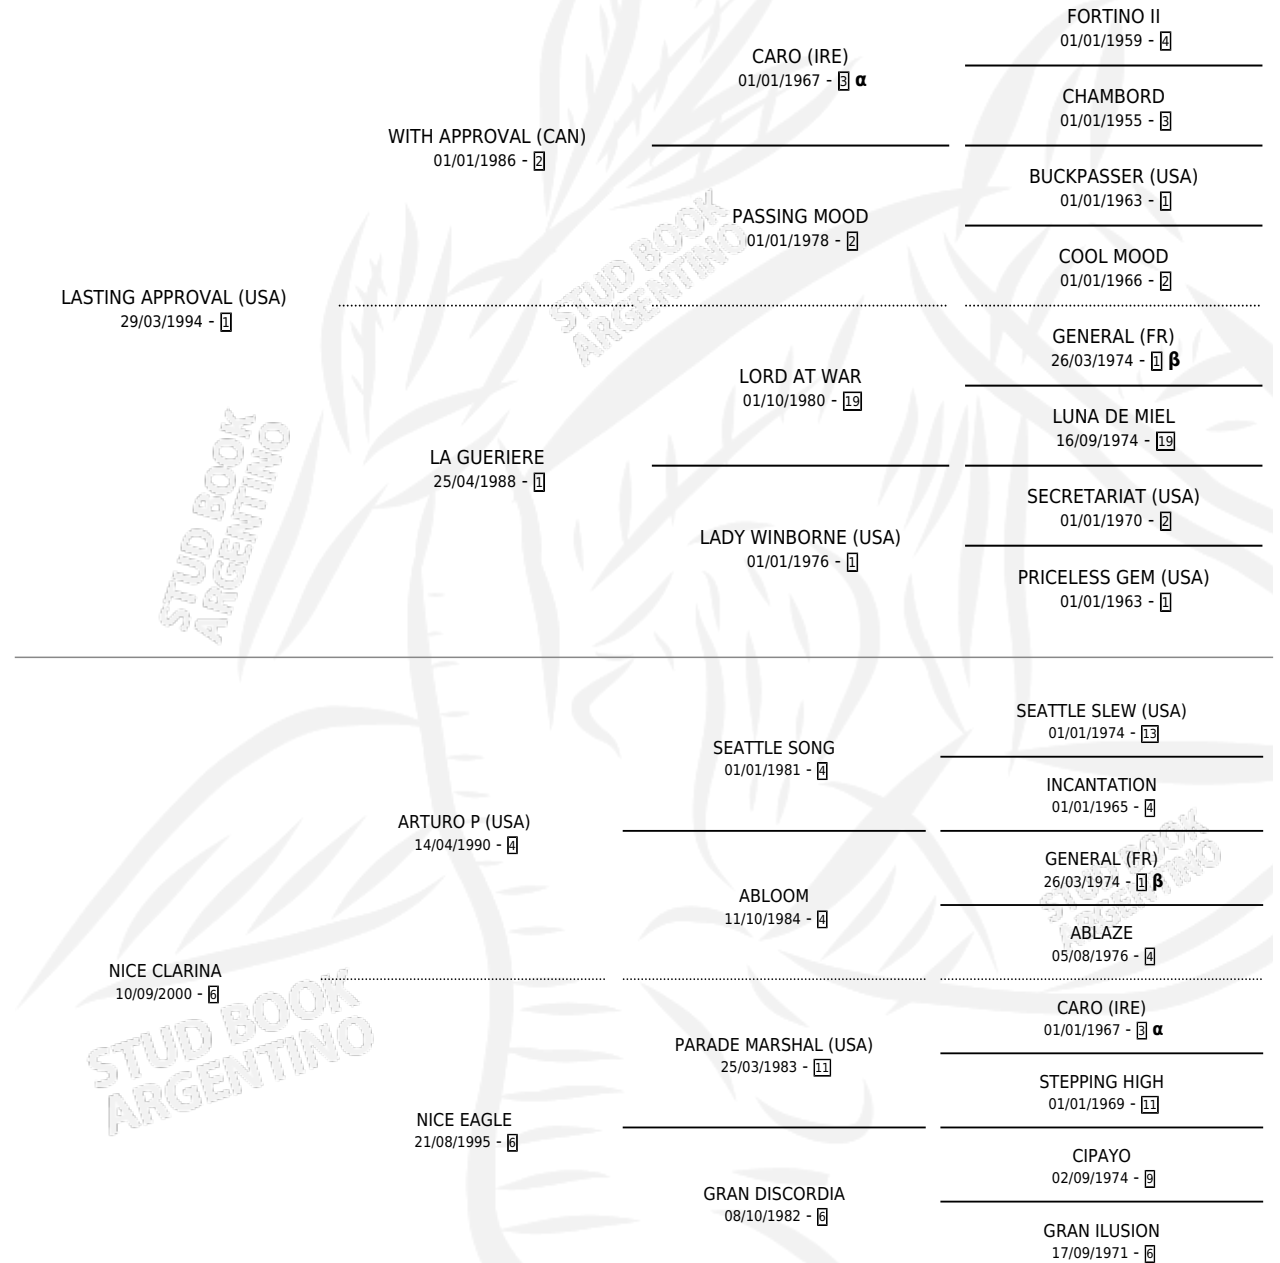 FORTINO II
01/01/1959 - 4
CARO (IRE)
01/01/1967 - 3 α
CHAMBORD
01/01/1955 - 3
WITH APPROVAL (CAN)
01/01/1986 - 2
BUCKPASSER (USA)
01/01/1963 - 1
PASSING MOOD
01/01/1978 - 2
COOL MOOD
01/01/1966 - 2
LASTING APPROVAL (USA)
29/03/1994 - 1
GENERAL (FR)
26/03/1974 - 1 β
LORD AT WAR
01/10/1980 - 19
LUNA DE MIEL
16/09/1974 - 19
LA GUERIERE
25/04/1988 - 1
SECRETARIAT (USA)
01/01/1970 - 2
LADY WINBORNE (USA)
01/01/1976 - 1
PRICELESS GEM (USA)
01/01/1963 - 1
STUD BOOK
ARGENTINO
STUD BOOK
ARGENTINO
SEATTLE SLEW (USA)
01/01/1974 - 13
SEATTLE SONG
01/01/1981 - 4
INCANTATION
01/01/1965 - 4
ARTURO P (USA)
14/04/1990 - 4
GENERAL (FR)
26/03/1974 - 1 β
ABLOOM
11/10/1984 - 4
ABLAZE
05/08/1976 - 4
NICE CLARINA
10/09/2000 - 6
CARO (IRE)
01/01/1967 - 3 α
PARADE MARSHAL (USA)
25/03/1983 - 11
STEPPING HIGH
01/01/1969 - 11
NICE EAGLE
21/08/1995 - 6
CIPAYO
02/09/1974 - 9
GRAN DISCORDIA
08/10/1982 - 6
GRAN ILUSION
17/09/1971 - 6
STUD BOOK
ARGENTINO
STUD BOOK
ARGENTINO